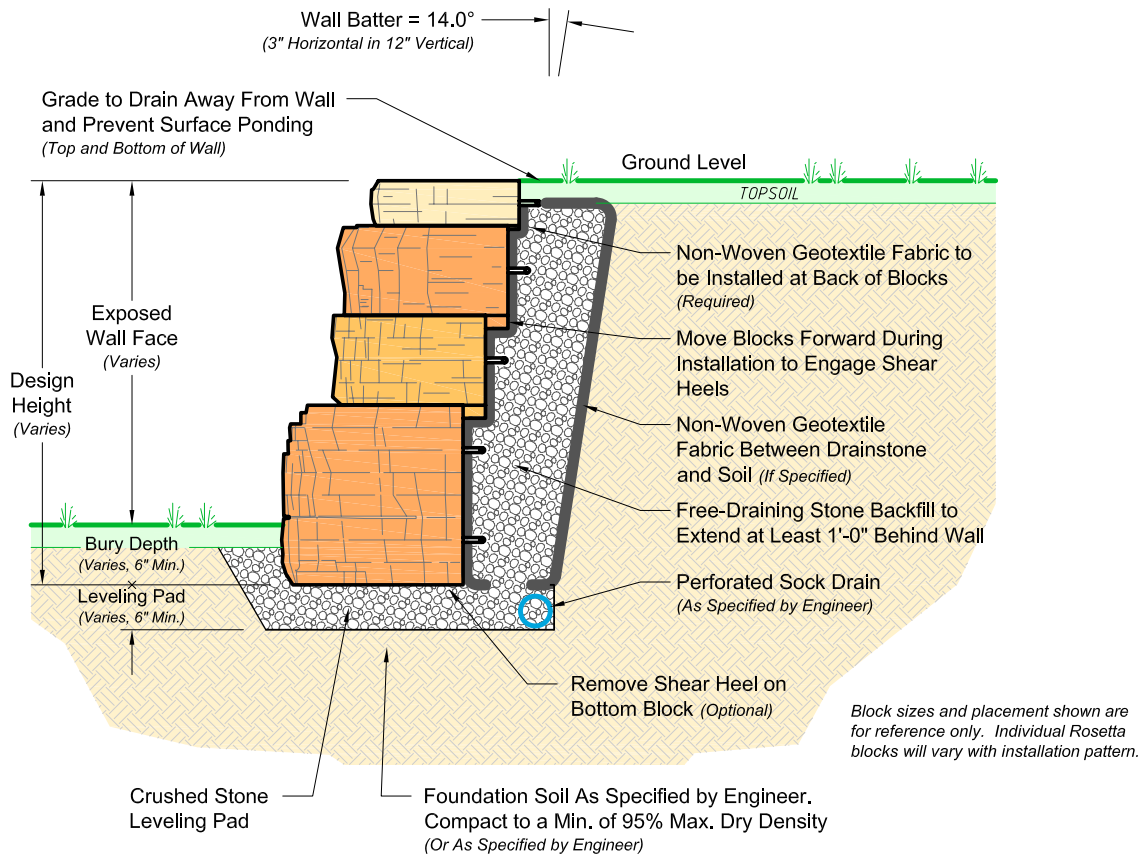 Wall Batter = 14.0°
(3" Horizontal in 12" Vertical)
Grade to Drain Away From Wall
and Prevent Surface Ponding
(Top and Bottom of Wall)
Ground Level
TOPSOIL
Non-Woven Geotextile Fabric to
be Installed at Back of Blocks
(Required)
Move Blocks Forward During
Installation to Engage Shear
Heels
Non-Woven Geotextile
Fabric Between Drainstone
and Soil (If Specified)
Free-Draining Stone Backfill to
Extend at Least 1'-0" Behind Wall
Perforated Sock Drain
(As Specified by Engineer)
Exposed
Wall Face
(Varies)
Design
Height
(Varies)
Bury Depth
(Varies, 6" Min.)
Leveling Pad
(Varies, 6" Min.)
Remove Shear Heel on
Bottom Block (Optional)
Block sizes and placement shown are
for reference only. Individual Rosetta
blocks will vary with installation pattern.
Crushed Stone
Leveling Pad
Foundation Soil As Specified by Engineer.
Compact to a Min. of 95% Max. Dry Density
(Or As Specified by Engineer)